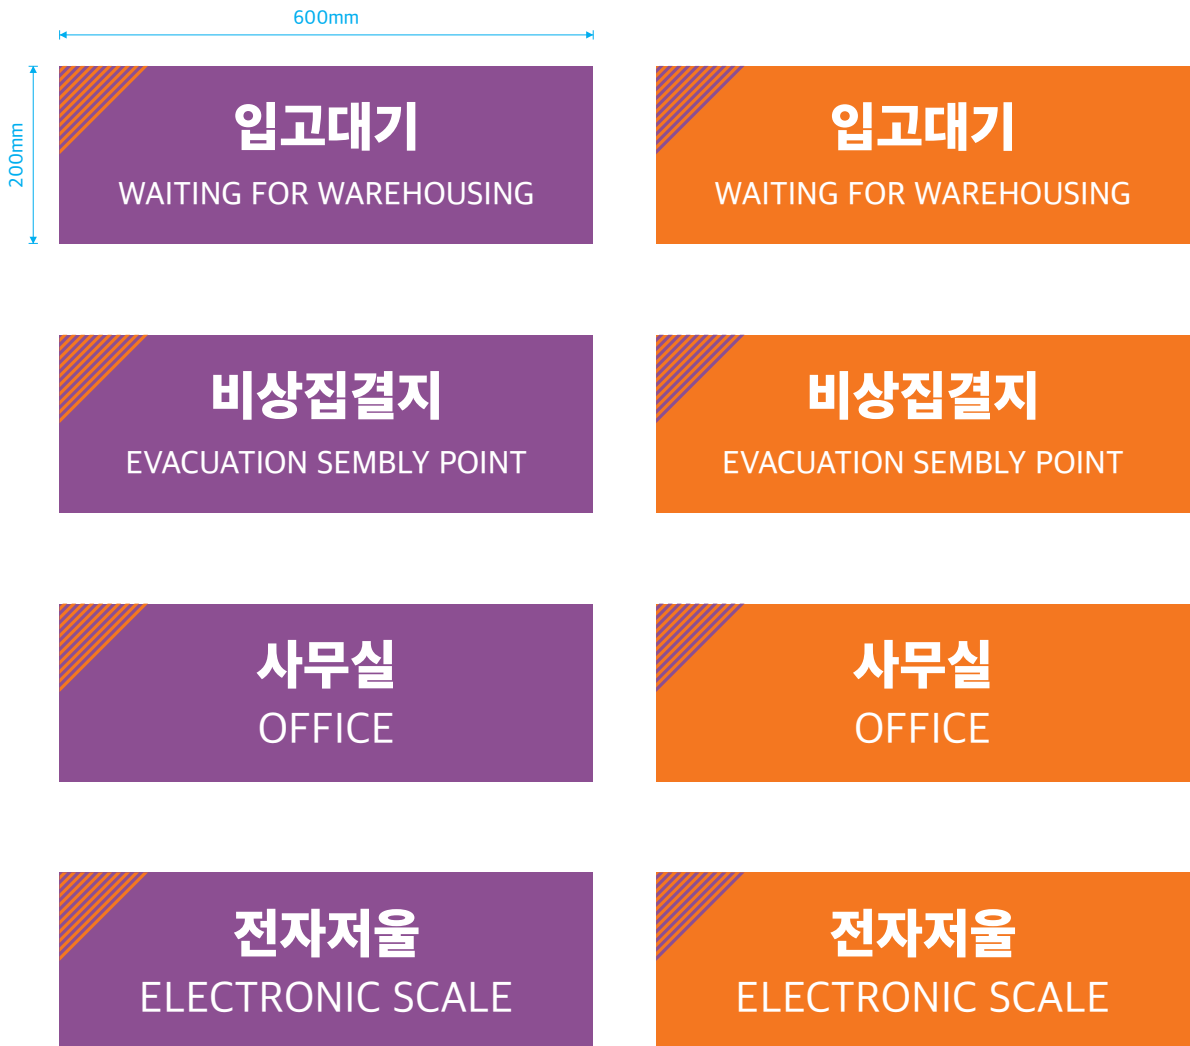 600mm
200mm
입고대기
WAITING FOR WAREHOUSING
입고대기
WAITING FOR WAREHOUSING
비상집결지
EVACUATION SEMBLY POINT
비상집결지
EVACUATION SEMBLY POINT
사무실
OFFICE
사무실
OFFICE
전자저울
ELECTRONIC SCALE
전자저울
ELECTRONIC SCALE